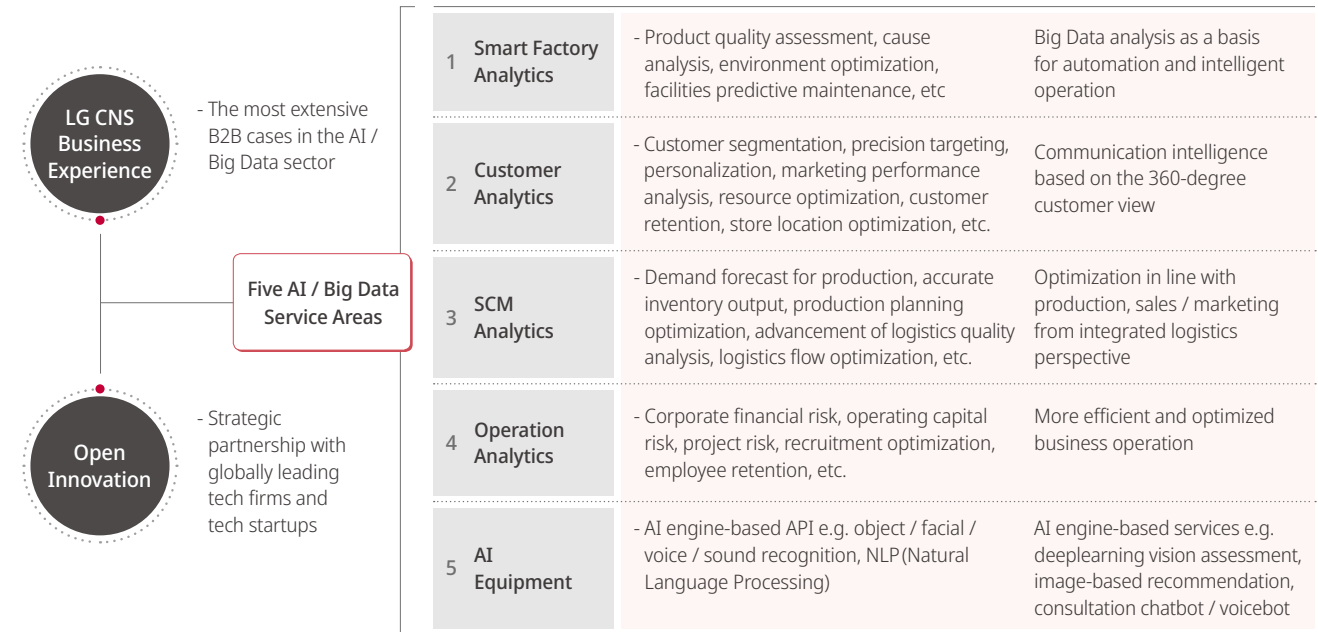 LG CNS
Business
Experience
- The most extensive
B2B cases in the AI /
Big Data sector
Five AI / Big Data
Service Areas
Open
Innovation
- Strategic
partnership with
globally leading
tech firms and
tech startups
1
Smart Factory
Analytics
- Product quality assessment, cause
analysis, environment optimization,
facilities predictive maintenance, etc
Big Data analysis as a basis
for automation and intelligent
operation
2
Customer
Analytics
- Customer segmentation, precision targeting,
personalization, marketing performance
analysis, resource optimization, customer
retention, store location optimization, etc.
Communication intelligence
based on the 360-degree
customer view
3
SCM
Analytics
- Demand forecast for production, accurate
inventory output, production planning
optimization, advancement of logistics quality
analysis, logistics flow optimization, etc.
Optimization in line with
production, sales / marketing
from integrated logistics
perspective
4
Operation
Analytics
- Corporate financial risk, operating capital
risk, project risk, recruitment optimization,
employee retention, etc.
More efficient and optimized
business operation
5
AI
Equipment
- AI engine-based API e.g. object / facial /
voice / sound recognition, NLP(Natural
Language Processing)
AI engine-based services e.g.
deeplearning vision assessment,
image-based recommendation,
consultation chatbot / voicebot